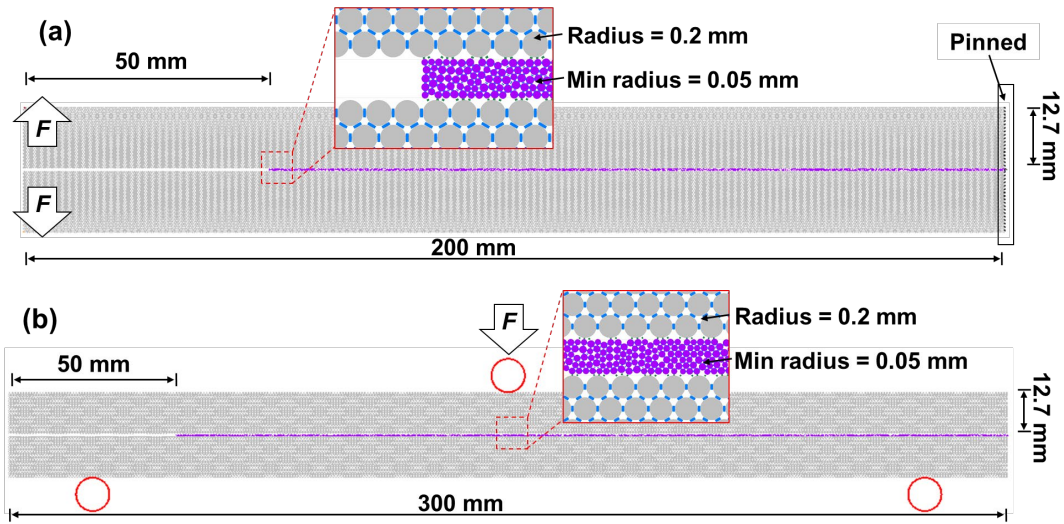 (a)
Radius = 0.2 mm
Pinned
50 mm
Min radius = 0.05 mm
F
12.7 mm
F
200 mm
(b)
F
Radius = 0.2 mm
50 mm
Min radius = 0.05 mm
12.7 mm
300 mm